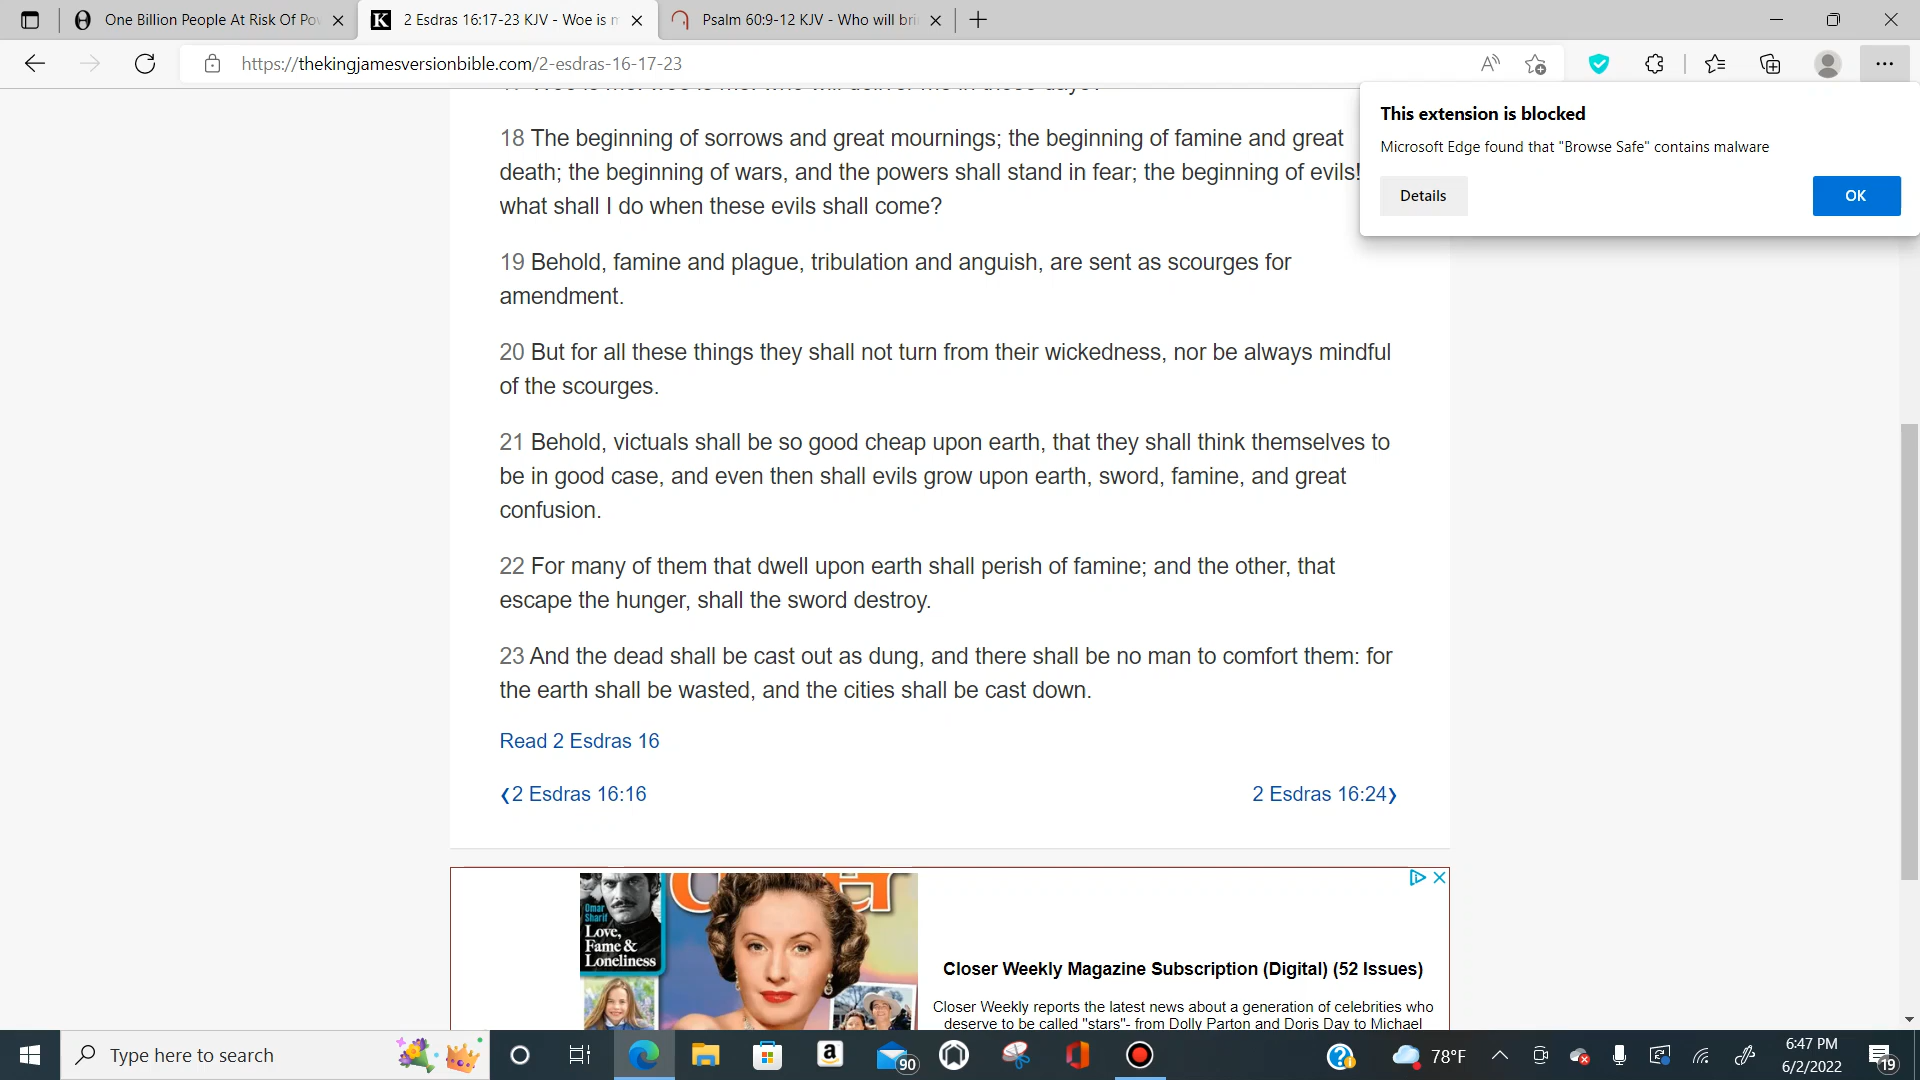 One Billion People At Risk Of Po
2 Esdras 16:17-23 KJV - Woe is m
Psalm 60:9-12 KJV - Who will bri
https://thekingjamesversionbible.com/2-esdras-16-17-23
This extension is blocked
Microsoft Edge found that "Browse Safe" contains malware
Details
OK
18 The beginning of sorrows and great mournings; the beginning of famine and great
death; the beginning of wars, and the powers shall stand in fear; the beginning of evils!
what shall I do when these evils shall come?
19 Behold, famine and plague, tribulation and anguish, are sent as scourges for
amendment.
20 But for all these things they shall not turn from their wickedness, nor be always mindful
of the scourges.
21 Behold, victuals shall be so good cheap upon earth, that they shall think themselves to
be in good case, and even then shall evils grow upon earth, sword, famine, and great
confusion.
22 For many of them that dwell upon earth shall perish of famine; and the other, that
escape the hunger, shall the sword destroy.
23 And the dead shall be cast out as dung, and there shall be no man to comfort them: for
the earth shall be wasted, and the cities shall be cast down.
Read 2 Esdras 16
❮2 Esdras 16:16
2 Esdras 16:24❯
Omar
Sharif
Love,
Fame &
Loneliness
Closer Weekly Magazine Subscription (Digital) (52 Issues)
Closer Weekly reports the latest news about a generation of celebrities who
deserve to be called "stars"- from Dolly Parton and Doris Day to Michael
Type here to search
90
78°F
6:47 PM
6/2/2022
19